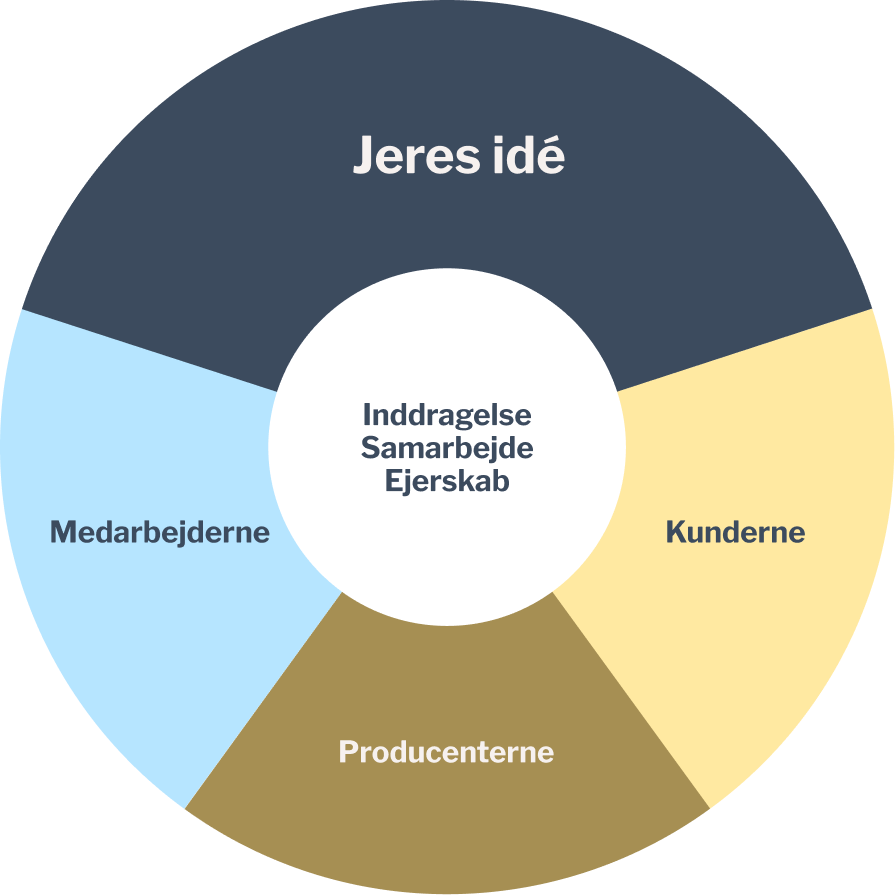 Jeres idé
Inddragelse
Samarbejde
Ejerskab
Medarbejderne
Kunderne
Producenterne